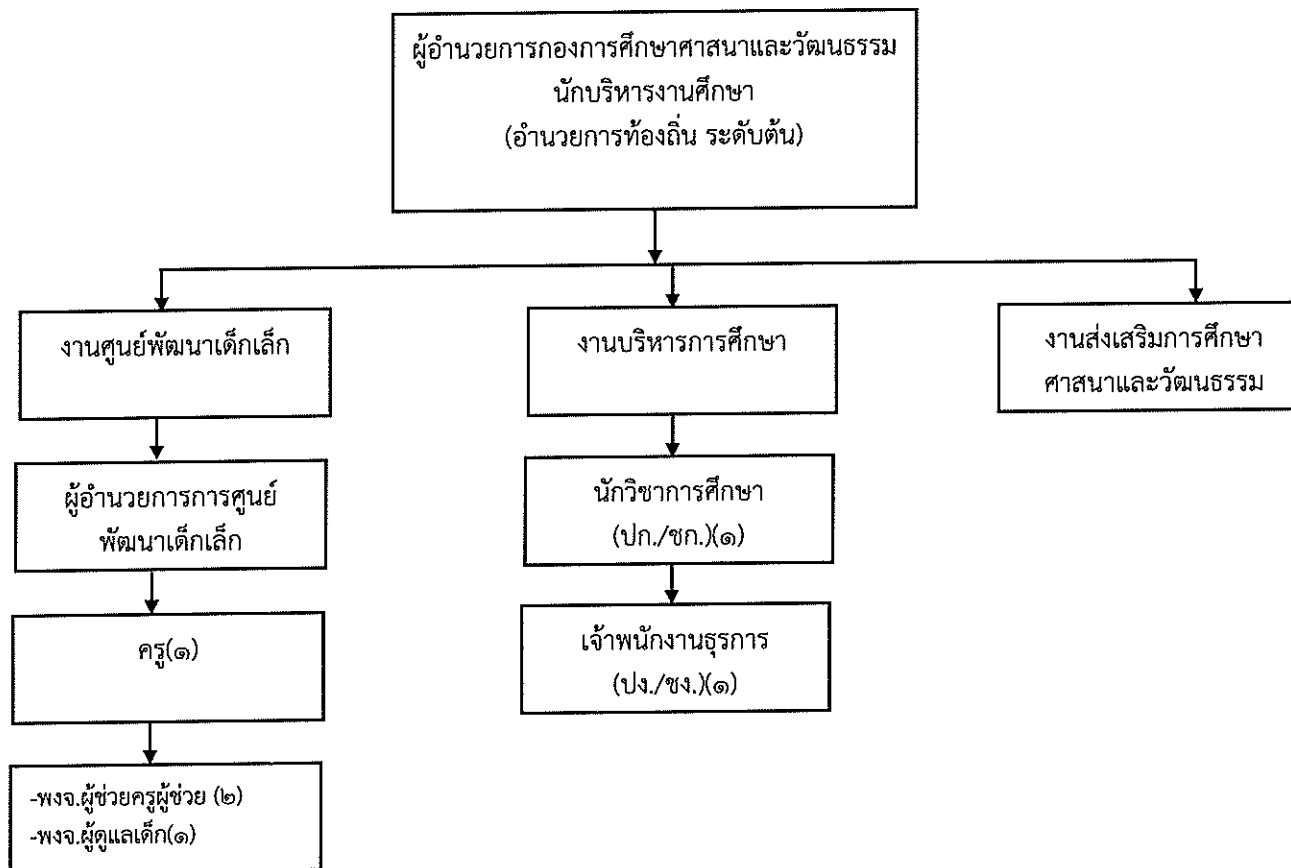 ผู้อำนวยการกองการศึกษาศาสนาและวัฒนธรรม
นักบริหารงานศึกษา
(อำนวยการท้องถิ่น ระดับต้น)
งานศูนย์พัฒนาเด็กเล็ก
งานบริหารการศึกษา
งานส่งเสริมการศึกษา
ศาสนาและวัฒนธรรม
ผู้อำนวยการการศูนย์
พัฒนาเด็กเล็ก
นักวิชาการศึกษา
(ปก./ชก.)(๑)
ครู(๑)
เจ้าพนักงานธุรการ
(ปง./ชง.)(๑)
-พงจ.ผู้ช่วยครูผู้ช่วย (๒)
-พงจ.ผู้ดูแลเด็ก(๑)